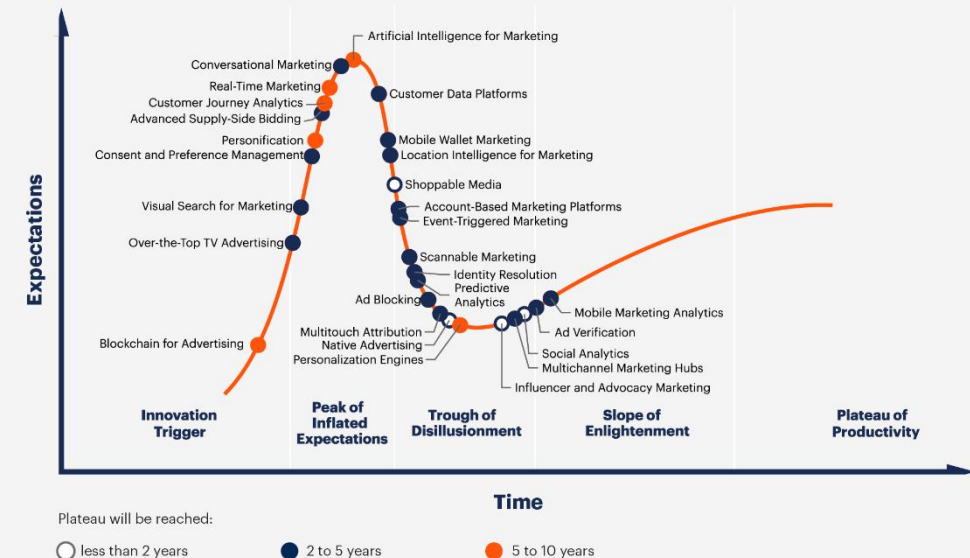 Artificial Intelligence for Marketing
Conversational Marketing
Real-Time Marketing
Customer Journey Analytics
Advanced Supply-Side Bidding
Personification
Consent and Preference Management
Visual Search for Marketing
Over-the-Top TV Advertising
Blockchain for Advertising
Customer Data Platforms
Mobile Wallet Marketing
Location Intelligence for Marketing
Shoppable Media
Account-Based Marketing Platforms
Event-Triggered Marketing
Scannable Marketing
Identity Resolution
Predictive
Analytics
Ad Blocking
Multitouch Attribution
Native Advertising
Personalization Engines
Mobile Marketing Analytics
Ad Verification
Social Analytics
Multichannel Marketing Hubs
Influencer and Advocacy Marketing
Expectations
Innovation
Trigger
Peak of
Inflated
Expectations
Trough of
Disillusionment
Slope of
Enlightenment
Plateau of
Productivity
Time
Plateau will be reached:
less than 2 years
2 to 5 years
5 to 10 years